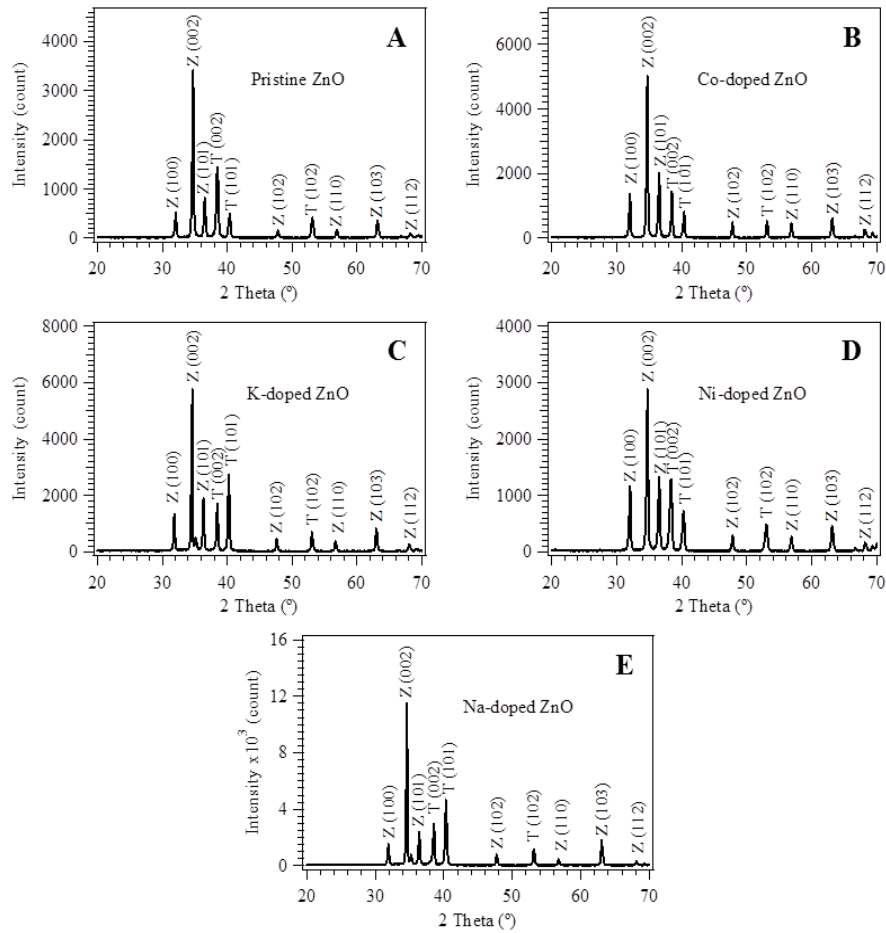 A
Pristine ZnO
Intensity (count)
4000
3000
2000
1000
0
Z (100)
Z (002)
Z (101)
T (002)
T (101)
Z (102)
T (102)
Z (110)
Z (103)
Z (112)
20 30 40 50 60 70
2 Theta (°)
B
Co-doped ZnO
Intensity (count)
6000
4000
2000
0
Z (100)
Z (002)
Z (101)
T (002)
T (101)
Z (102)
T (102)
Z (110)
Z (103)
Z (112)
20 30 40 50 60 70
2 Theta (°)
C
K-doped ZnO
Intensity (count)
8000
6000
4000
2000
0
Z (100)
Z (002)
Z (101)
T (002)
T (101)
Z (102)
T (102)
Z (110)
Z (103)
Z (112)
20 30 40 50 60 70
2 Theta (°)
D
Ni-doped ZnO
Intensity (count)
4000
3000
2000
1000
0
Z (100)
Z (002)
Z (101)
T (002)
T (101)
Z (102)
T (102)
Z (110)
Z (103)
Z (112)
20 30 40 50 60 70
2 Theta (°)
E
Na-doped ZnO
Intensity x10³ (count)
16
12
8
4
0
Z (100)
Z (002)
Z (101)
T (002)
T (101)
Z (102)
T (102)
Z (110)
Z (103)
Z (112)
20 30 40 50 60 70
2 Theta (°)